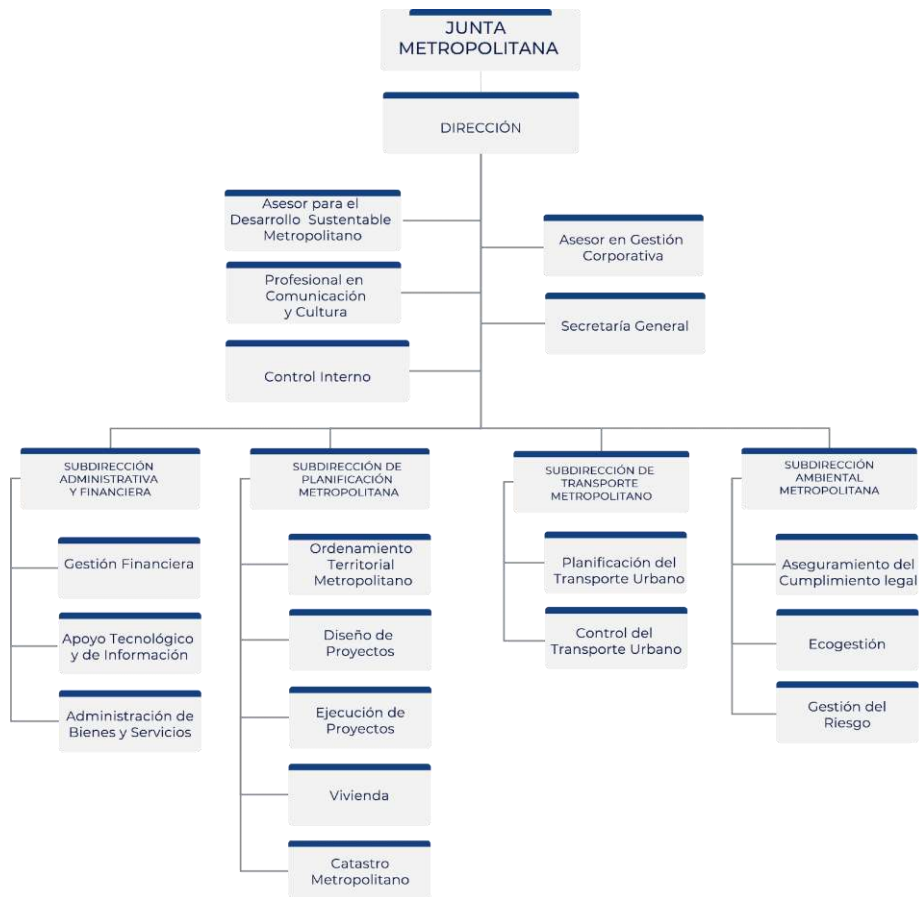 JUNTA
METROPOLITANA
DIRECCIÓN
Asesor para el
Desarrollo Sustentable
Metropolitano
Asesor en Gestión
Corporativa
Profesional en
Comunicación
y Cultura
Secretaría General
Control Interno
SUBDIRECCIÓN
ADMINISTRATIVA
Y FINANCIERA
Gestión Financiera
Apoyo Tecnológico
y de Información
Administración de
Bienes y Servicios
SUBDIRECCIÓN DE
PLANIFICACIÓN
METROPOLITANA
Ordenamiento
Territorial
Metropolitano
Diseño de
Proyectos
Ejecución de
Proyectos
Vivienda
Catastro
Metropolitano
SUBDIRECCIÓN DE
TRANSPORTE
METROPOLITANO
Planificación del
Transporte Urbano
Control del
Transporte Urbano
SUBDIRECCIÓN
AMBIENTAL
METROPOLITANA
Aseguramiento del
Cumplimiento legal
Ecogestión
Gestión del
Riesgo